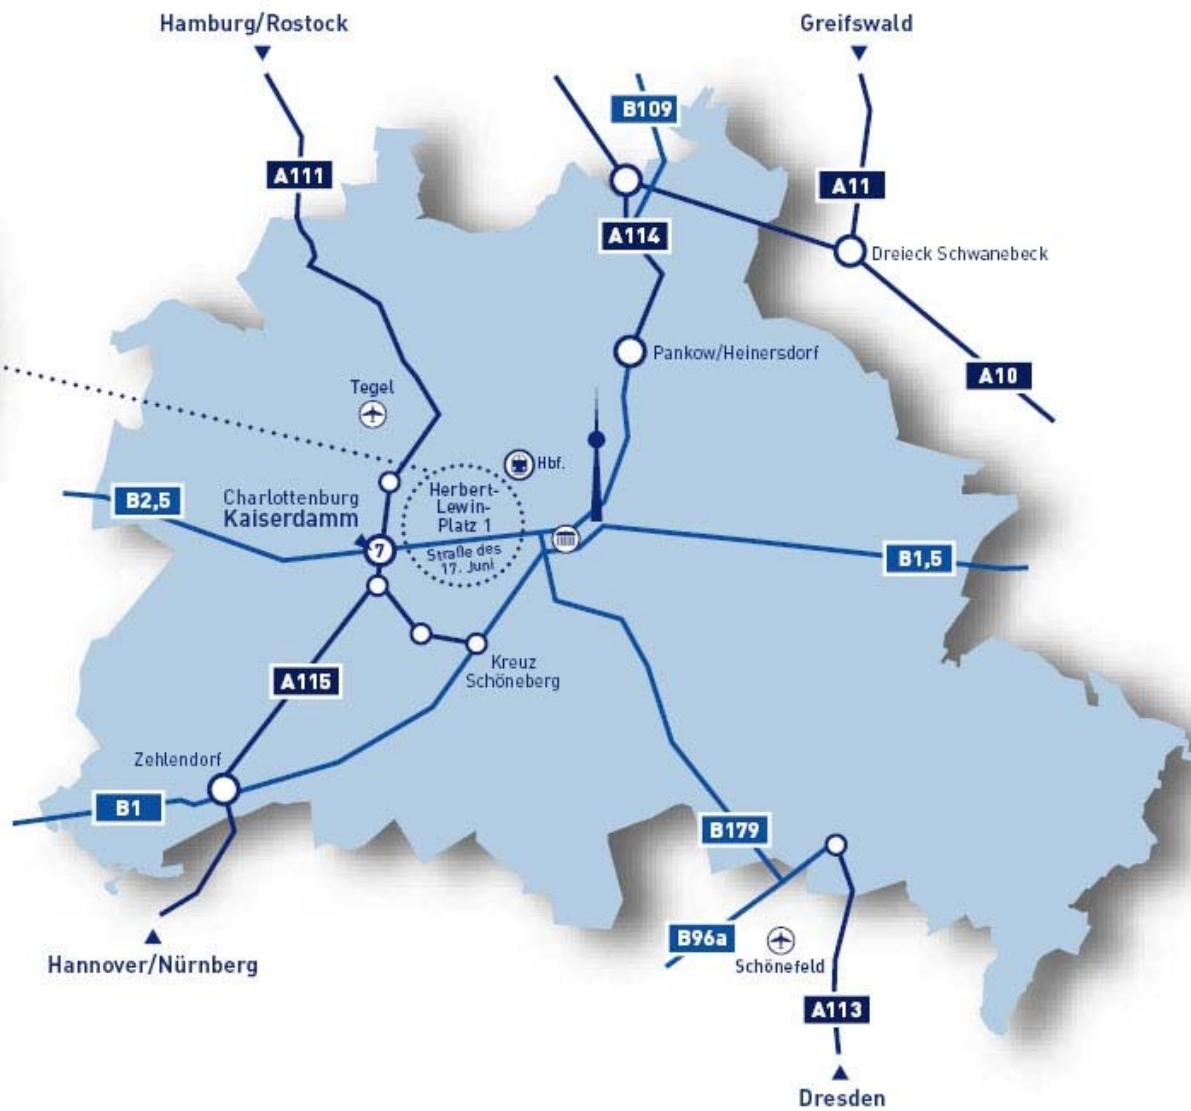 Hamburg/Rostock
Greifswald
B109
A111
A11
A114
Dreieck Schwanebeck
Pankow/Heinersdorf
A10
Tegel
Hbf.
Charlottenburg
Kaiserdamm
B2,5
Herbert-
Lewin-
Platz 1
Straße des
17. Juni
7
B1,5
Kreuz
Schöneberg
A115
Zehlendorf
B1
B179
B96a
Schönefeld
Hannover/Nürnberg
A113
Dresden